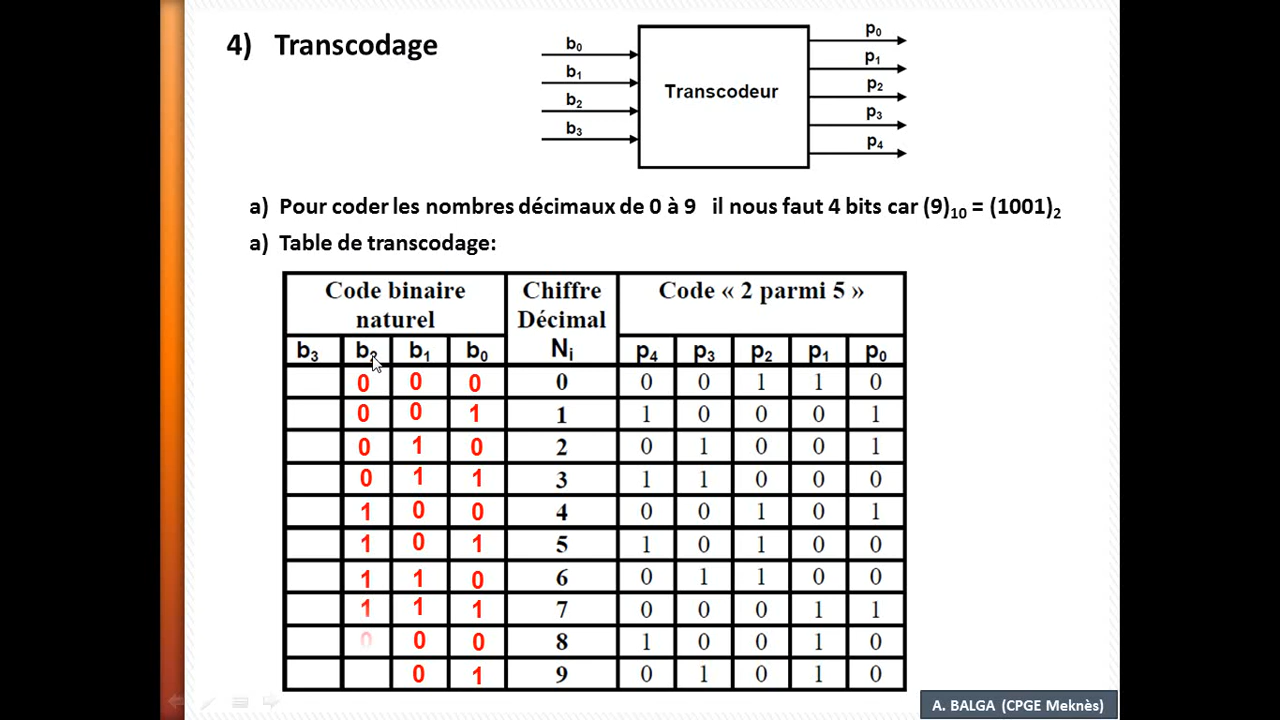 4) Transcodage
b0
b1
b2
b3
Transcodeur
p0
p1
p2
p3
p4
a) Pour coder les nombres décimaux de 0 à 9 il nous faut 4 bits car (9)10 = (1001)2
a) Table de transcodage:
Code binaire naturel Chiffre Décimal Ni Code « 2 parmi 5 »
b3 b2 b1 b0 p4 p3 p2 p1 p0
0 0 0 0 0 0 1 1 0
0 0 1 1 1 0 0 0 1
0 1 0 2 0 1 0 0 1
0 1 1 3 1 1 0 0 0
1 0 0 4 0 0 1 0 1
1 0 1 5 1 0 1 0 0
1 1 0 6 0 1 1 0 0
1 1 1 7 0 0 0 1 1
0 0 0 8 1 0 0 1 0
0 1 9 0 1 0 1 0
A. BALGA (CPGE Meknès)